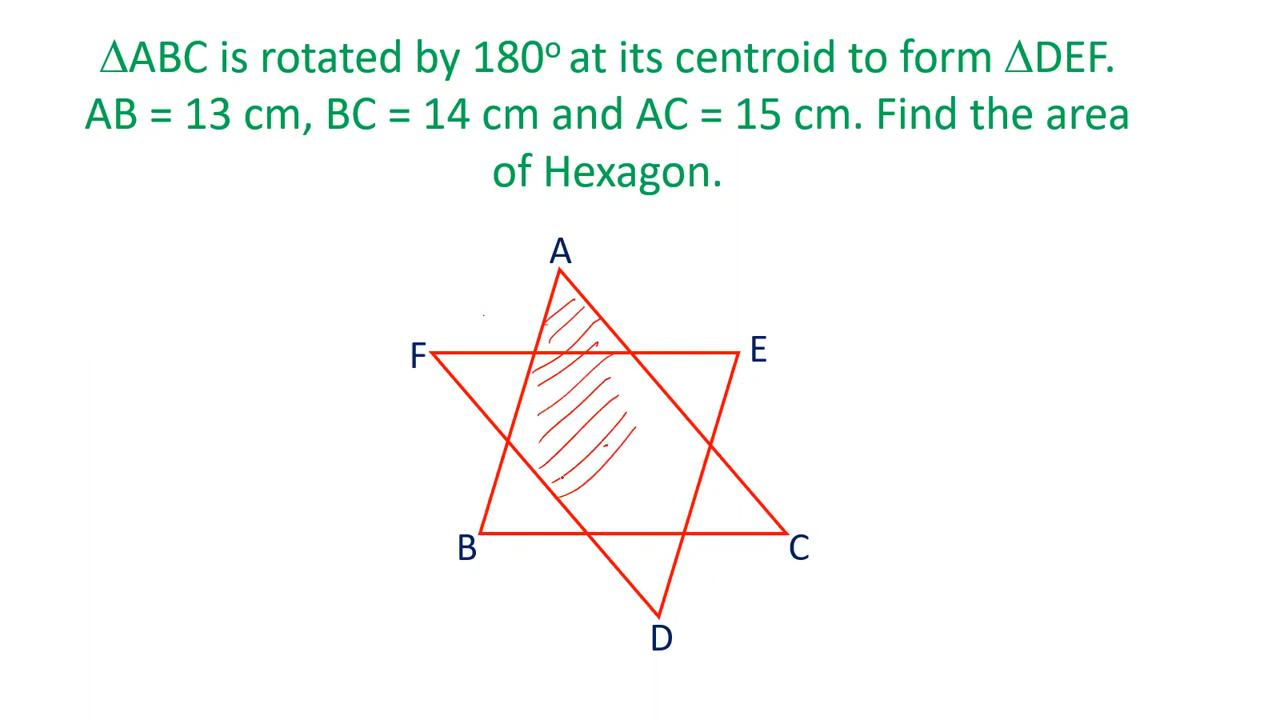 ΔABC is rotated by 180º at its centroid to form ΔDEF.
AB = 13 cm, BC = 14 cm and AC = 15 cm. Find the area
of Hexagon.
A
F
E
B
C
D